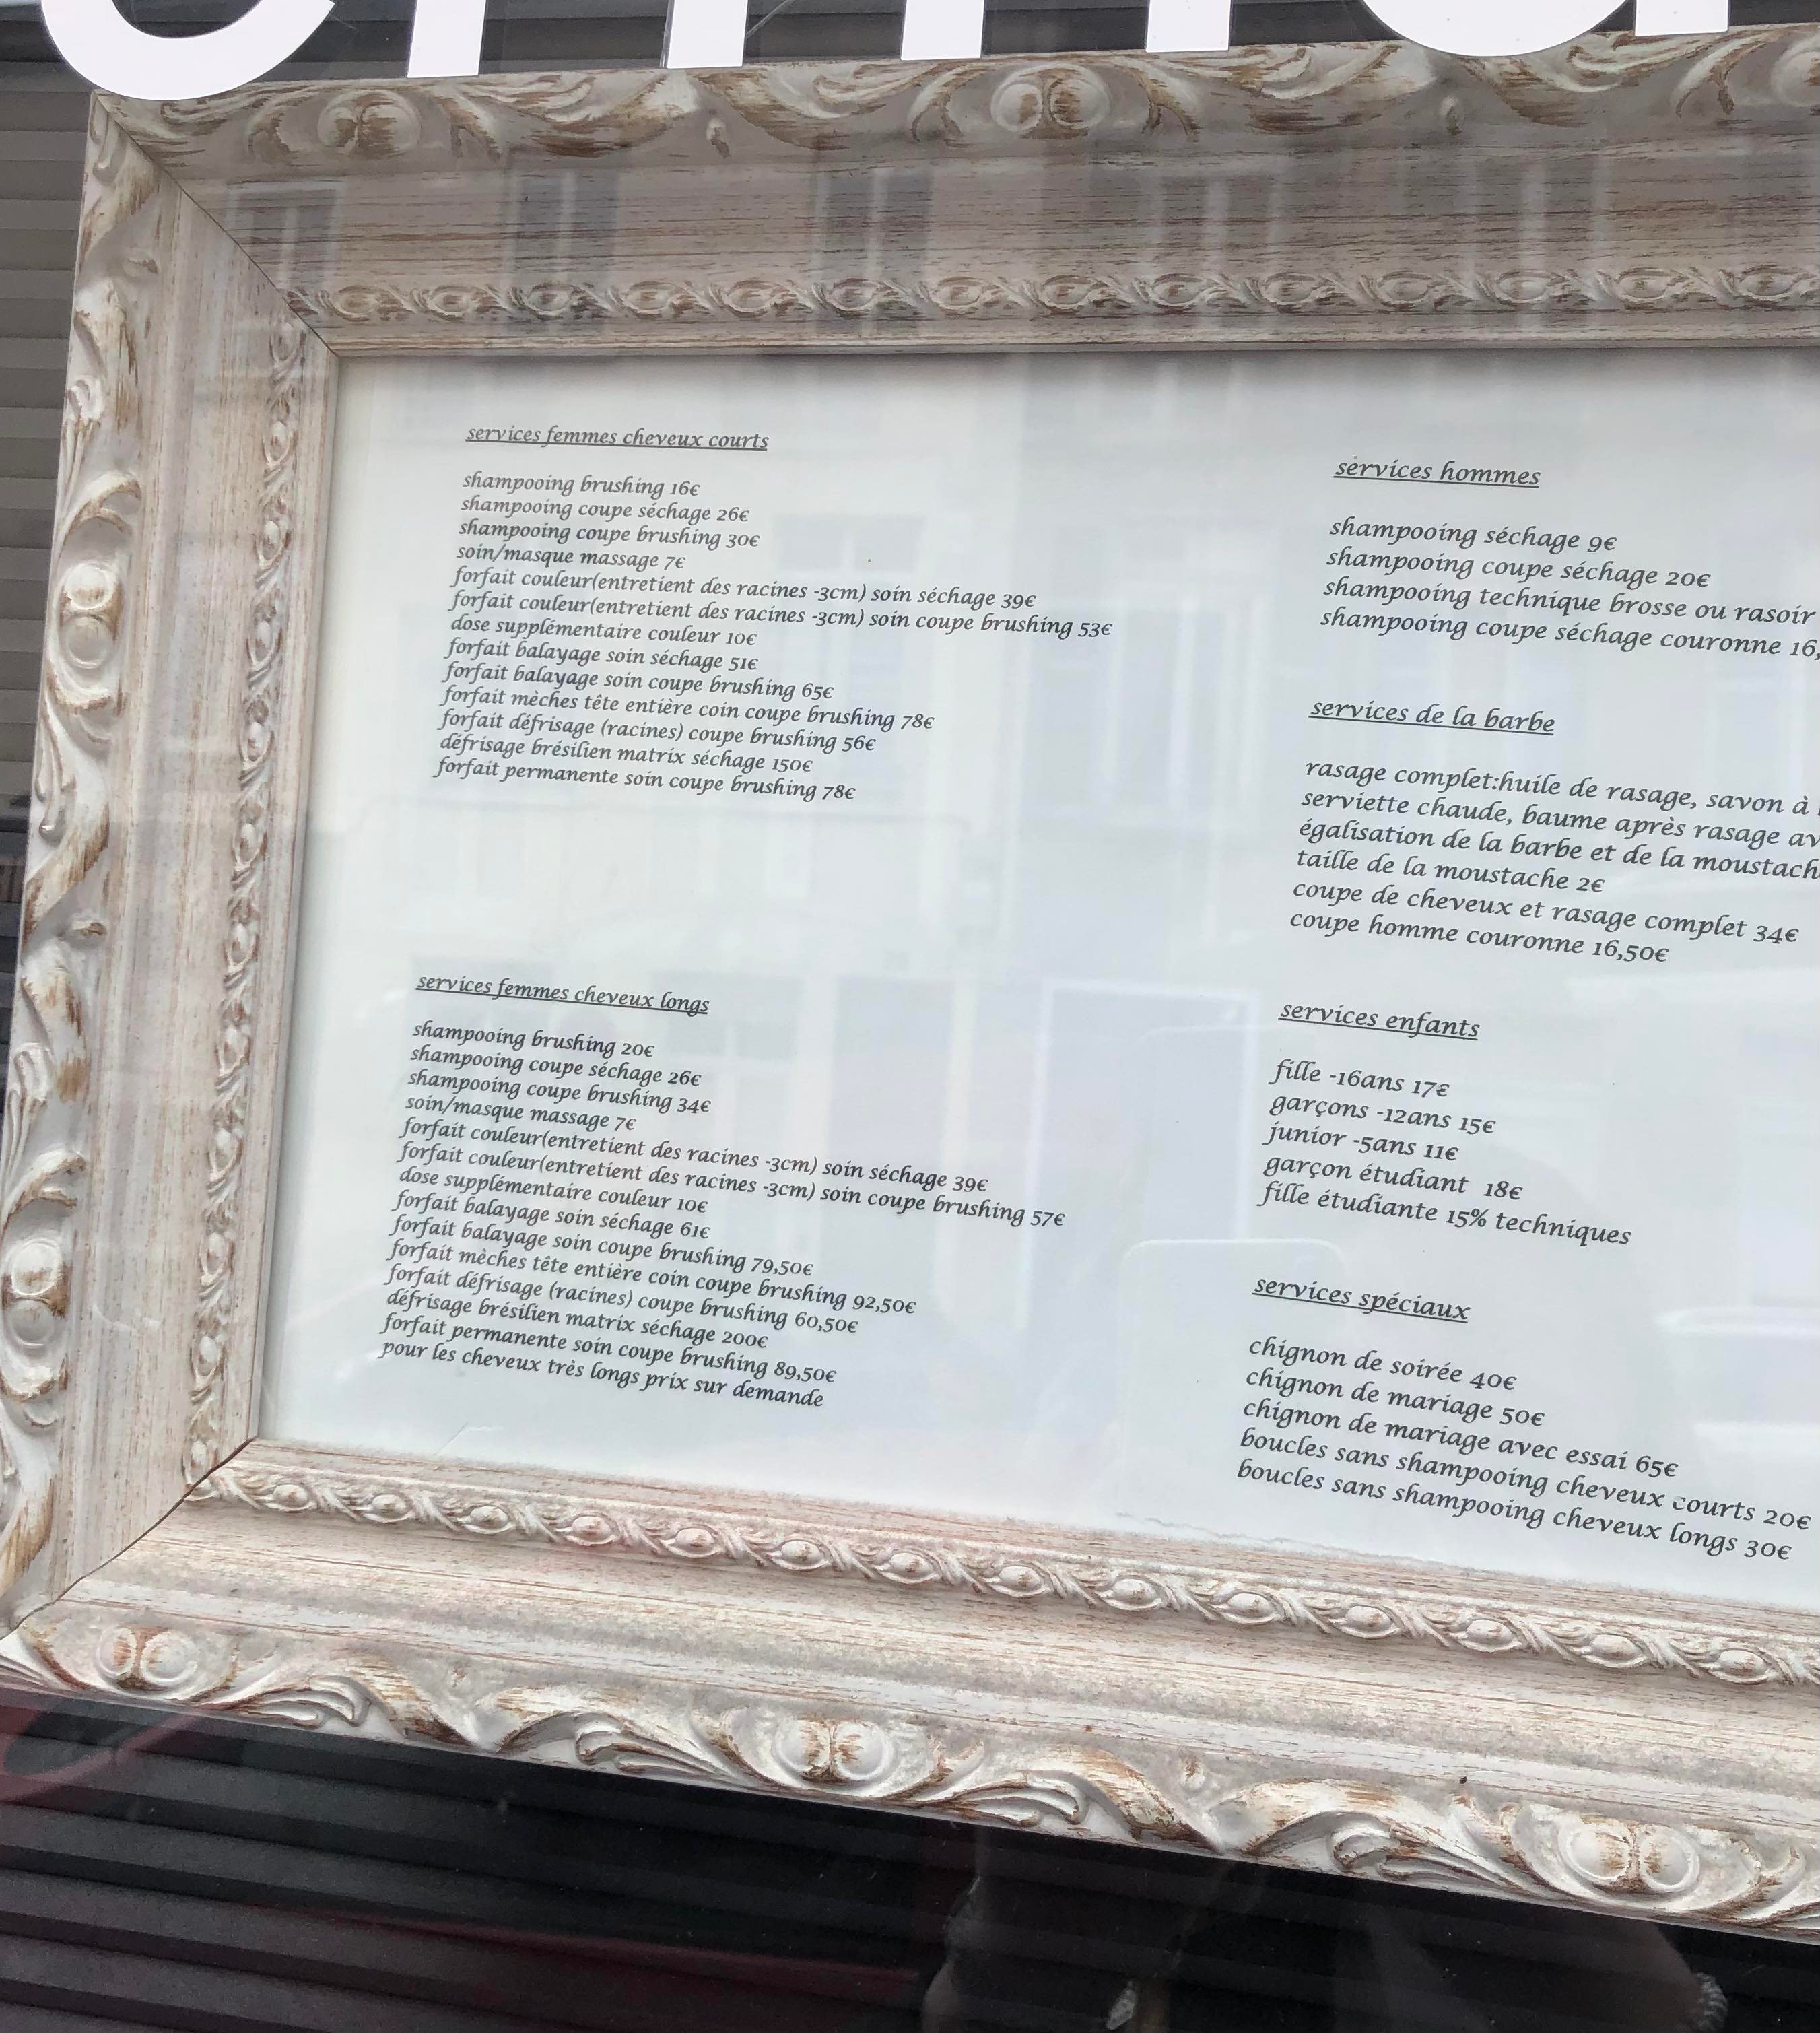 services femmes cheveux courts
shampooing brushing 16€
shampooing coupe séchage 26€
shampooing coupe brushing 30€
soin/masque massage 7€
forfait couleur(entretient des racines -3cm) soin séchage 39€
forfait couleur(entretient des racines -3cm) soin coupe brushing 53€
dose supplémentaire couleur 10€
forfait balayage soin séchage 51€
forfait balayage soin coupe brushing 65€
forfait mèches tête entière coin coupe brushing 78€
forfait défrisage (racines) coupe brushing 56€
défrisage brésilien matrix séchage 150€
forfait permanente soin coupe brushing 78€
services femmes cheveux longs
shampooing brushing 20€
shampooing coupe séchage 26€
shampooing coupe brushing 34€
soin/masque massage 7€
forfait couleur(entretient des racines -3cm) soin séchage 39€
forfait couleur(entretient des racines -3cm) soin coupe brushing 57€
dose supplémentaire couleur 10€
forfait balayage soin séchage 61€
forfait balayage soin coupe brushing 79,50€
forfait mèches tête entière coin coupe brushing 92,50€
forfait défrisage (racines) coupe brushing 60,50€
défrisage brésilien matrix séchage 200€
forfait permanente soin coupe brushing 89,50€
pour les cheveux très longs prix sur demande
services hommes
shampooing séchage 9€
shampooing coupe séchage 20€
shampooing technique brosse ou rasoir
shampooing coupe séchage couronne 16,
services de la barbe
rasage complet:huile de rasage, savon à
serviette chaude, baume après rasage av
égalisation de la barbe et de la moustach
taille de la moustache 2€
coupe de cheveux et rasage complet 34€
coupe homme couronne 16,50€
services enfants
fille -16ans 17€
garçons -12ans 15€
junior -5ans 11€
garçon étudiant 18€
fille étudiante 15% techniques
services spéciaux
chignon de soirée 40€
chignon de mariage 50€
chignon de mariage avec essai 65€
boucles sans shampooing cheveux courts 20€
boucles sans shampooing cheveux longs 30€